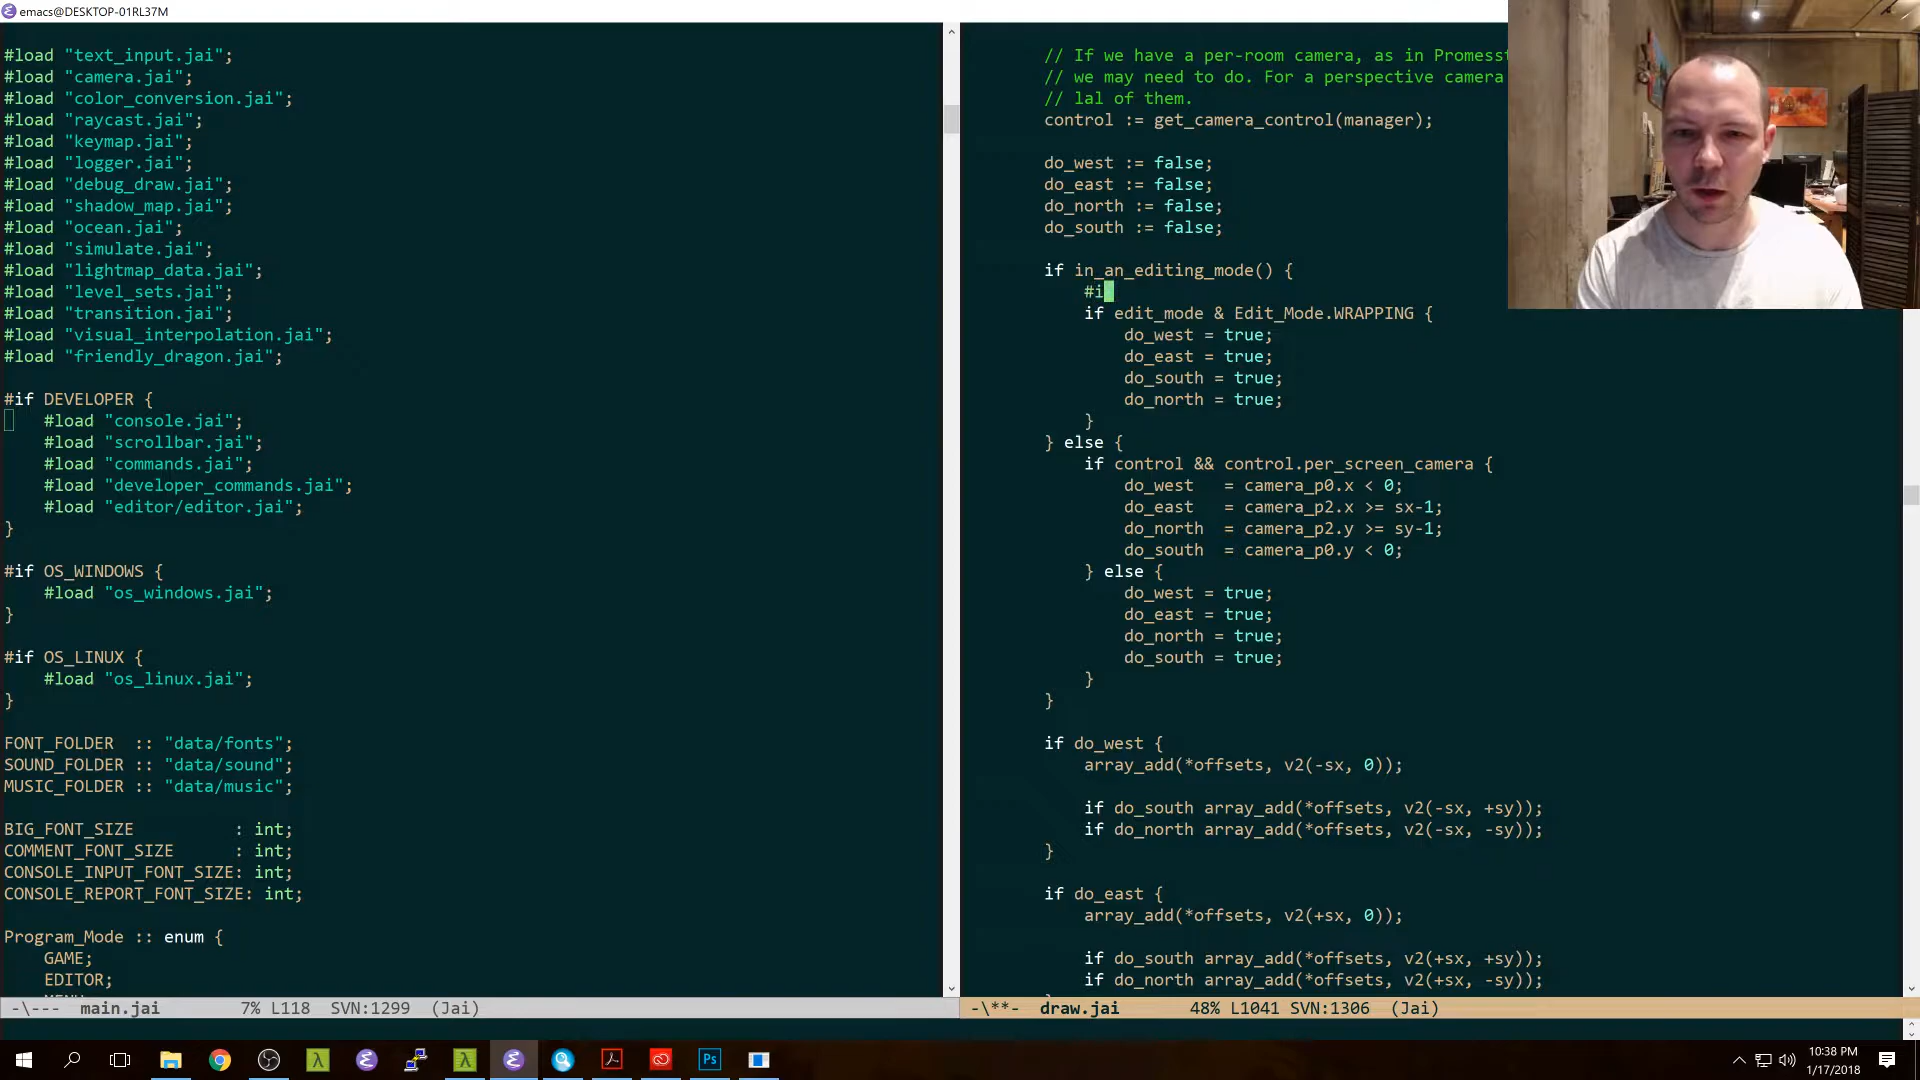 emacs@DESKTOP-01RL37M
#load "text_input.jai";
#load "camera.jai";
#load "color_conversion.jai";
#load "raycast.jai";
#load "keymap.jai";
#load "logger.jai";
#load "debug_draw.jai";
#load "shadow_map.jai";
#load "ocean.jai";
#load "simulate.jai";
#load "lightmap_data.jai";
#load "level_sets.jai";
#load "transition.jai";
#load "visual_interpolation.jai";
#load "friendly_dragon.jai";
#if DEVELOPER {
#load "console.jai";
#load "scrollbar.jai";
#load "commands.jai";
#load "developer_commands.jai";
#load "editor/editor.jai";
}
#if OS_WINDOWS {
#load "os_windows.jai";
}
#if OS_LINUX {
#load "os_linux.jai";
}
FONT_FOLDER :: "data/fonts";
SOUND_FOLDER :: "data/sound";
MUSIC_FOLDER :: "data/music";
BIG_FONT_SIZE : int;
COMMENT_FONT_SIZE : int;
CONSOLE_INPUT_FONT_SIZE: int;
CONSOLE_REPORT_FONT_SIZE: int;
Program_Mode :: enum {
GAME;
EDITOR;
-\--- main.jai 7% L118 SVN:1299 (Jai)
// If we have a per-room camera, as in Promesst
// we may need to do. For a perspective camera
// lal of them.
control := get_camera_control(manager);
do_west := false;
do_east := false;
do_north := false;
do_south := false;
if in_an_editing_mode() {
#i
if edit_mode & Edit_Mode.WRAPPING {
do_west = true;
do_east = true;
do_south = true;
do_north = true;
}
} else {
if control && control.per_screen_camera {
do_west = camera_p0.x < 0;
do_east = camera_p2.x >= sx-1;
do_north = camera_p2.y >= sy-1;
do_south = camera_p0.y < 0;
} else {
do_west = true;
do_east = true;
do_north = true;
do_south = true;
}
}
if do_west {
array_add(*offsets, v2(-sx, 0));
if do_south array_add(*offsets, v2(-sx, +sy));
if do_north array_add(*offsets, v2(-sx, -sy));
}
if do_east {
array_add(*offsets, v2(+sx, 0));
if do_south array_add(*offsets, v2(+sx, +sy));
if do_north array_add(*offsets, v2(+sx, -sy));
-\**- draw.jai 48% L1041 SVN:1306 (Jai)
Ps
10:38 PM
1/17/2018